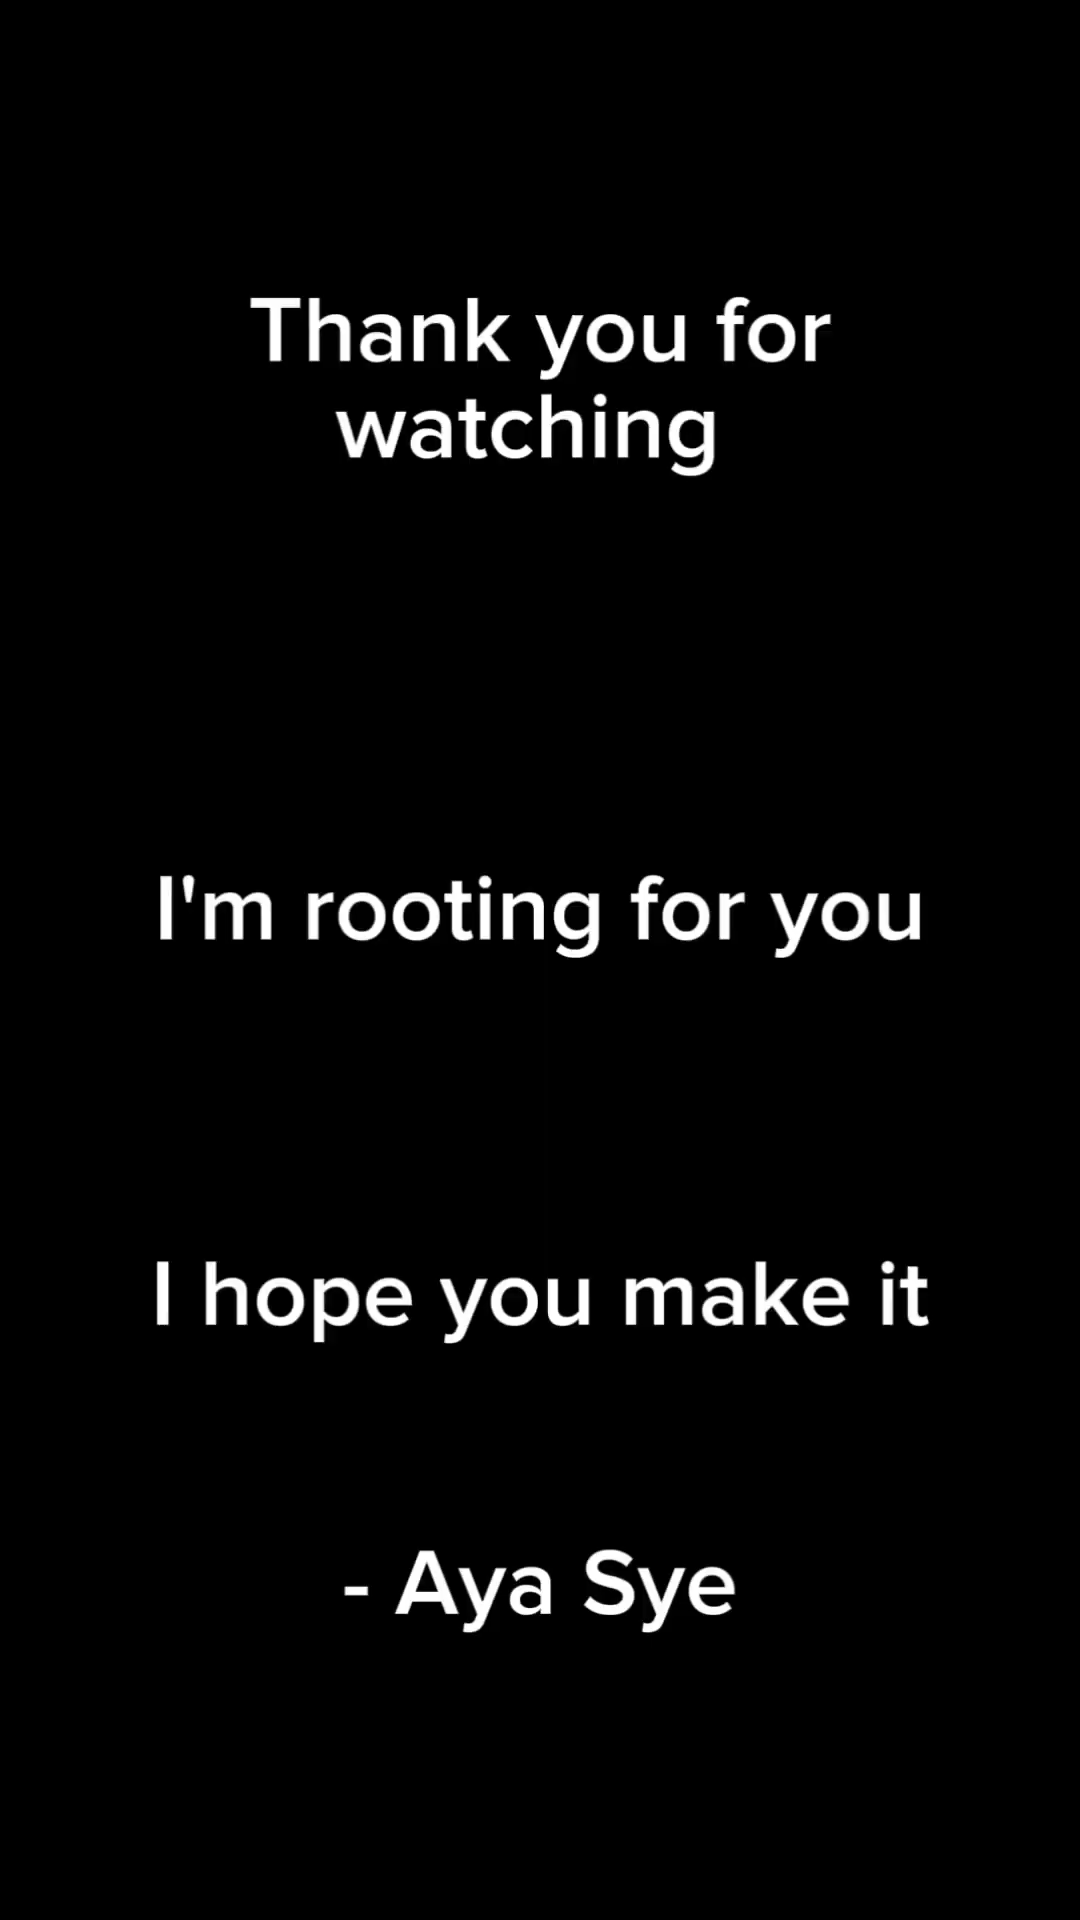 Thank you for
watching
I'm rooting for you
I hope you make it
- Aya Sye